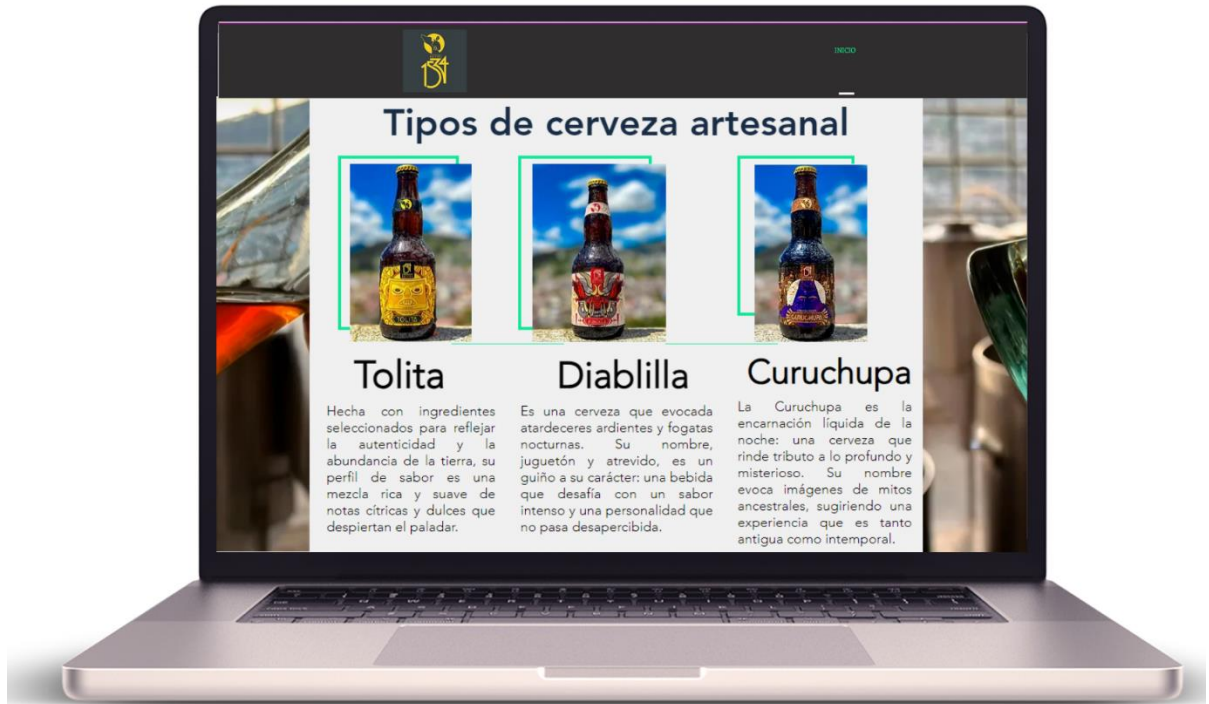 1534
INICIO
Tipos de cerveza artesanal
TOLITA
CURUCHUPA
Tolita
Hecha con ingredientes
seleccionados para reflejar
la autenticidad y la
abundancia de la tierra, su
perfil de sabor es una
mezcla rica y suave de
notas cítricas y dulces que
despiertan el paladar.
Diablilla
Es una cerveza que evocada
atardeceres ardientes y fogatas
nocturnas. Su nombre,
juguetón y atrevido, es un
guiño a su carácter: una bebida
que desafía con un sabor
intenso y una personalidad que
no pasa desapercibida.
Curuchupa
La Curuchupa es la
encarnación líquida de la
noche: una cerveza que
rinde tributo a lo profundo y
misterioso. Su nombre
evoca imágenes de mitos
ancestrales, sugiriendo una
experiencia que es tanto
antigua como intemporal.